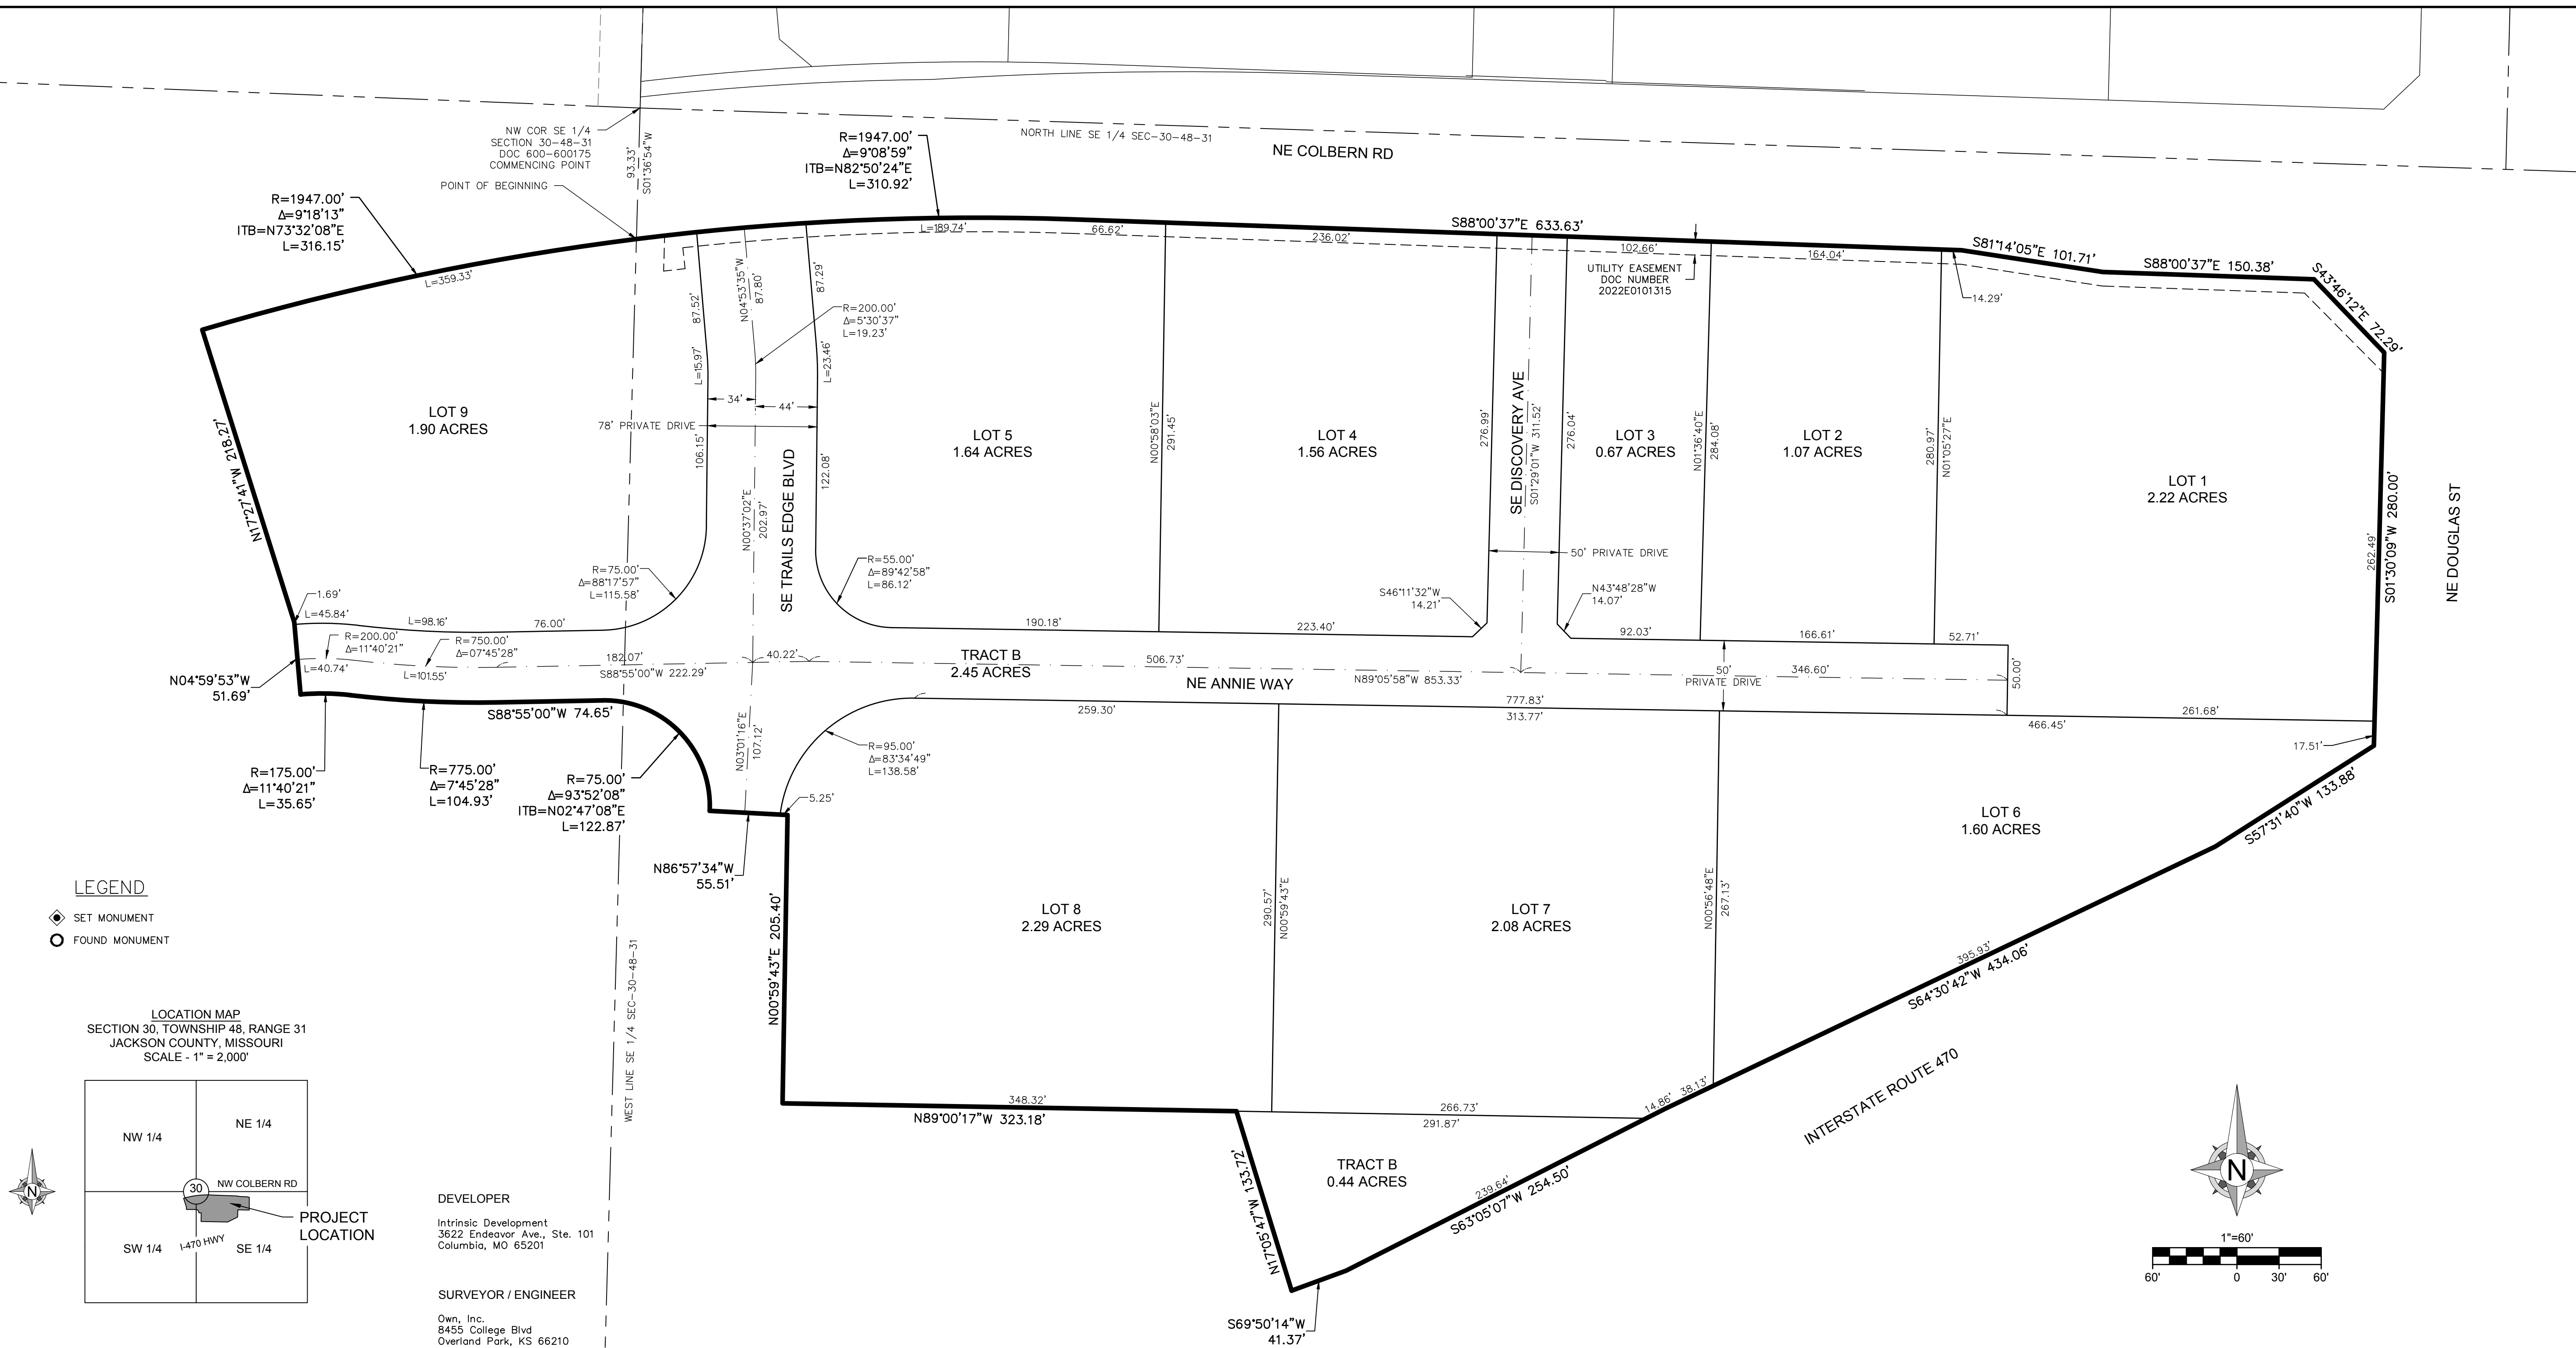 NW COR SE 1/4
SECTION 30-48-31
DOC 600-600175
COMMENCING POINT
POINT OF BEGINNING
93.33'
S01°36'54"W
NORTH LINE SE 1/4 SEC-30-48-31
NE COLBERN RD
R=1947.00'
Δ=9°08'59"
ITB=N82°50'24"E
L=310.92'
R=1947.00'
Δ=9°18'13"
ITB=N73°32'08"E
L=316.15'
L=359.33'
L=189.74'
66.62'
236.02'
S88°00'37"E 633.63'
102.66'
164.04'
UTILITY EASEMENT
DOC NUMBER
2022E0101315
S81°14'05"E 101.71'
S88°00'37"E 150.38'
S43°46'12"E 72.29'
14.29'
87.52'
N04°53'35"W
87.80'
87.29'
R=200.00'
Δ=5°30'37"
L=19.23'
L=15.97'
L=23.46'
34'
44'
78' PRIVATE DRIVE
106.15'
122.08'
N00°37'02"E
202.97'
SE TRAILS EDGE BLVD
LOT 9
1.90 ACRES
LOT 5
1.64 ACRES
N00°58'03"E
291.45'
LOT 4
1.56 ACRES
276.99'
SE DISCOVERY AVE
S01°29'01"W 311.52'
276.04'
LOT 3
0.67 ACRES
N01°36'40"E
284.08'
LOT 2
1.07 ACRES
280.97'
N01°05'27"E
LOT 1
2.22 ACRES
262.49'
S01°30'09"W 280.00'
NE DOUGLAS ST
N17°27'41"W 218.27'
R=75.00'
Δ=88°17'57"
L=115.58'
R=55.00'
Δ=89°42'58"
L=86.12'
50' PRIVATE DRIVE
S46°11'32"W
14.21'
N43°48'28"W
14.07'
1.69'
L=45.84'
L=98.16'
76.00'
190.18'
223.40'
92.03'
166.61'
52.71'
R=200.00'
Δ=11°40'21"
R=750.00'
Δ=07°45'28"
L=40.74'
L=101.55'
182.07'
S88°55'00"W 222.29'
40.22'
TRACT B
2.45 ACRES
506.73'
NE ANNIE WAY
N89°05'58"W 853.33'
50'
PRIVATE DRIVE
346.60'
50.00'
N04°59'53"W
51.69'
S88°55'00"W 74.65'
777.83'
259.30'
313.77'
261.68'
466.45'
17.51'
R=175.00'
Δ=11°40'21"
L=35.65'
R=775.00'
Δ=7°45'28"
L=104.93'
R=75.00'
Δ=93°52'08"
ITB=N02°47'08"E
L=122.87'
N03°01'16"E
107.12'
R=95.00'
Δ=83°34'49"
L=138.58'
5.25'
N86°57'34"W
55.51'
S57°31'40"W 133.88'
LOT 6
1.60 ACRES
LOT 8
2.29 ACRES
290.57'
N00°59'43"E
LOT 7
2.08 ACRES
N00°56'48"E
267.13'
N00°59'43"E 205.40'
395.93'
S64°30'42"W 434.06'
INTERSTATE ROUTE 470
WEST LINE SE 1/4 SEC-30-48-31
348.32'
N89°00'17"W 323.18'
266.73'
291.87'
14.86'
38.13'
TRACT B
0.44 ACRES
N17°05'47"W 133.72'
239.64'
S63°05'07"W 254.50'
S69°50'14"W
41.37'
LEGEND
SET MONUMENT
FOUND MONUMENT
LOCATION MAP
SECTION 30, TOWNSHIP 48, RANGE 31
JACKSON COUNTY, MISSOURI
SCALE - 1" = 2,000'
NW 1/4
NE 1/4
30
NW COLBERN RD
SW 1/4
I-470 HWY
SE 1/4
PROJECT
LOCATION
N
DEVELOPER
Intrinsic Development
3622 Endeavor Ave., Ste. 101
Columbia, MO 65201
SURVEYOR / ENGINEER
Own, Inc.
8455 College Blvd
Overland Park, KS 66210
N
1"=60'
60'
0
30'
60'